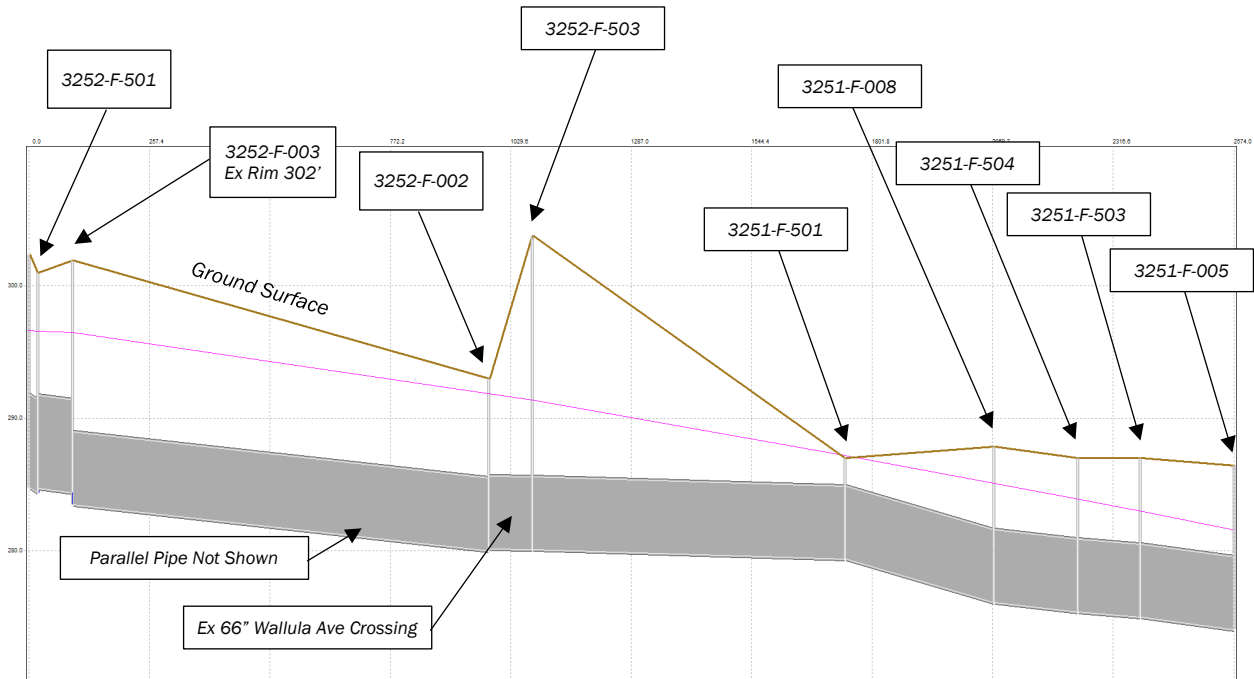 3252-F-503
3252-F-501
3251-F-008
3252-F-003
Ex Rim 302’
3252-F-002
3251-F-504
3251-F-501
3251-F-503
3251-F-005
0.0
257.4
772.2
1029.6
1287.0
1544.4
1801.8
2316.6
2574.0
Ground Surface
300.0
290.0
280.0
Parallel Pipe Not Shown
Ex 66” Wallula Ave Crossing